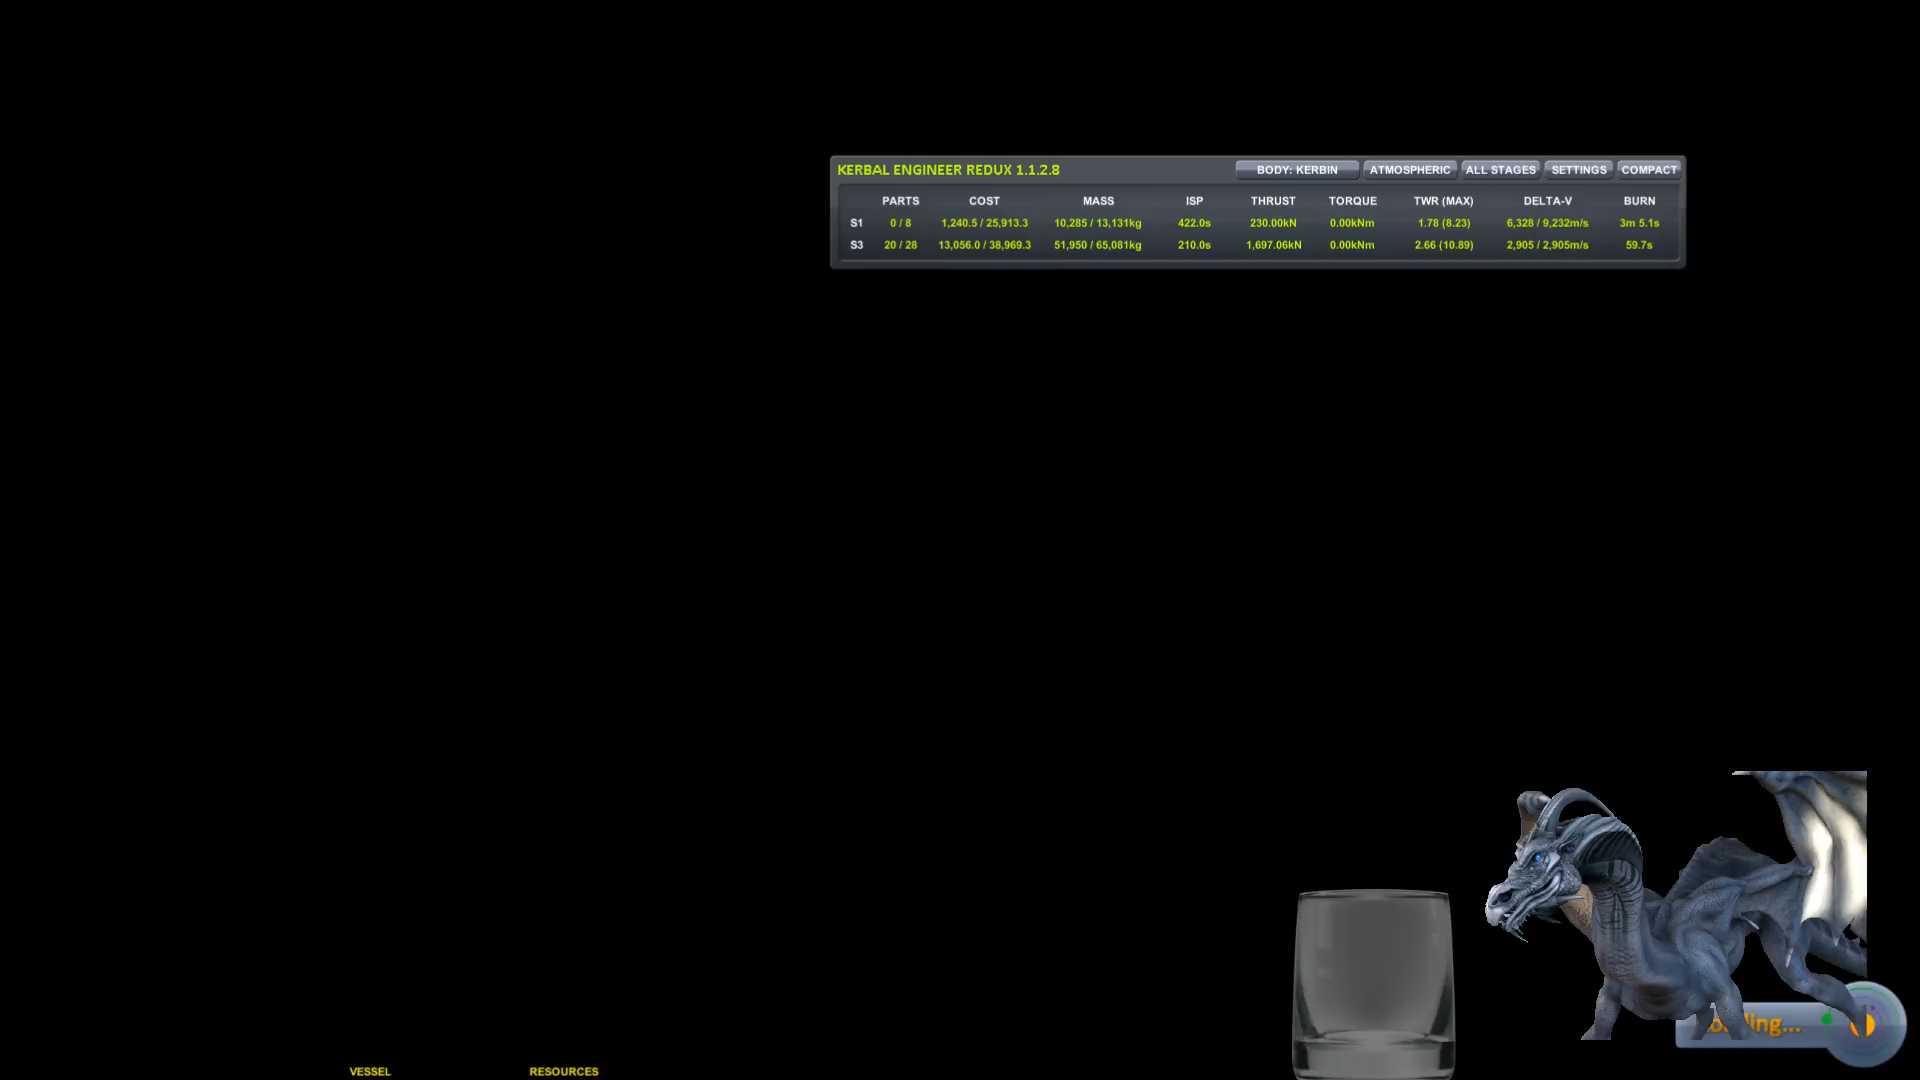 KERBAL ENGINEER REDUX 1.1.2.8 BODY: KERBIN ATMOSPHERIC ALL STAGES SETTINGS COMPACT
PARTS COST MASS ISP THRUST TORQUE TWR (MAX) DELTA-V BURN
S1 0 / 8 1,240.5 / 25,913.3 10,285 / 13,131kg 422.0s 230.00kN 0.00kNm 1.78 (8.23) 6,328 / 9,232m/s 3m 5.1s
S3 20 / 28 13,056.0 / 38,969.3 51,950 / 65,081kg 210.0s 1,697.06kN 0.00kNm 2.66 (10.89) 2,905 / 2,905m/s 59.7s
VESSEL RESOURCES